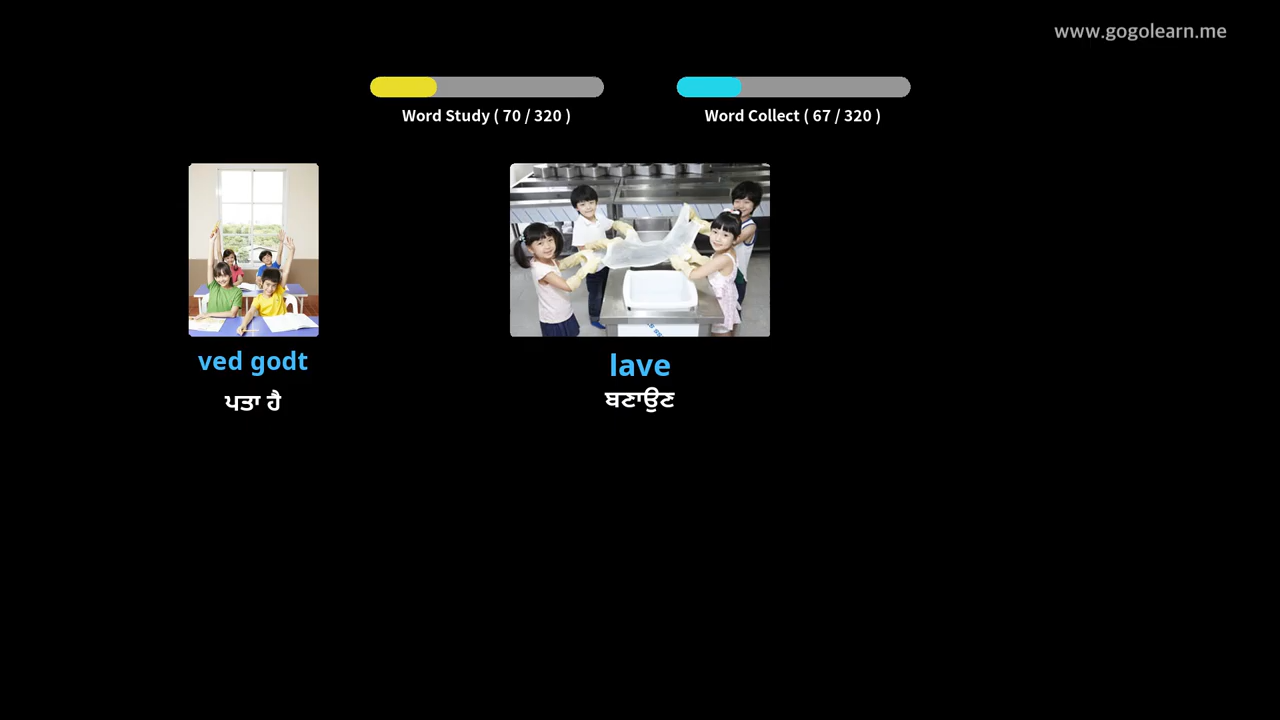 www.gogolearn.me
Word Study ( 70 / 320 )
Word Collect ( 67 / 320 )
ved godt
ਪਤਾ ਹੈ
lave
ਬਣਾਉਣ